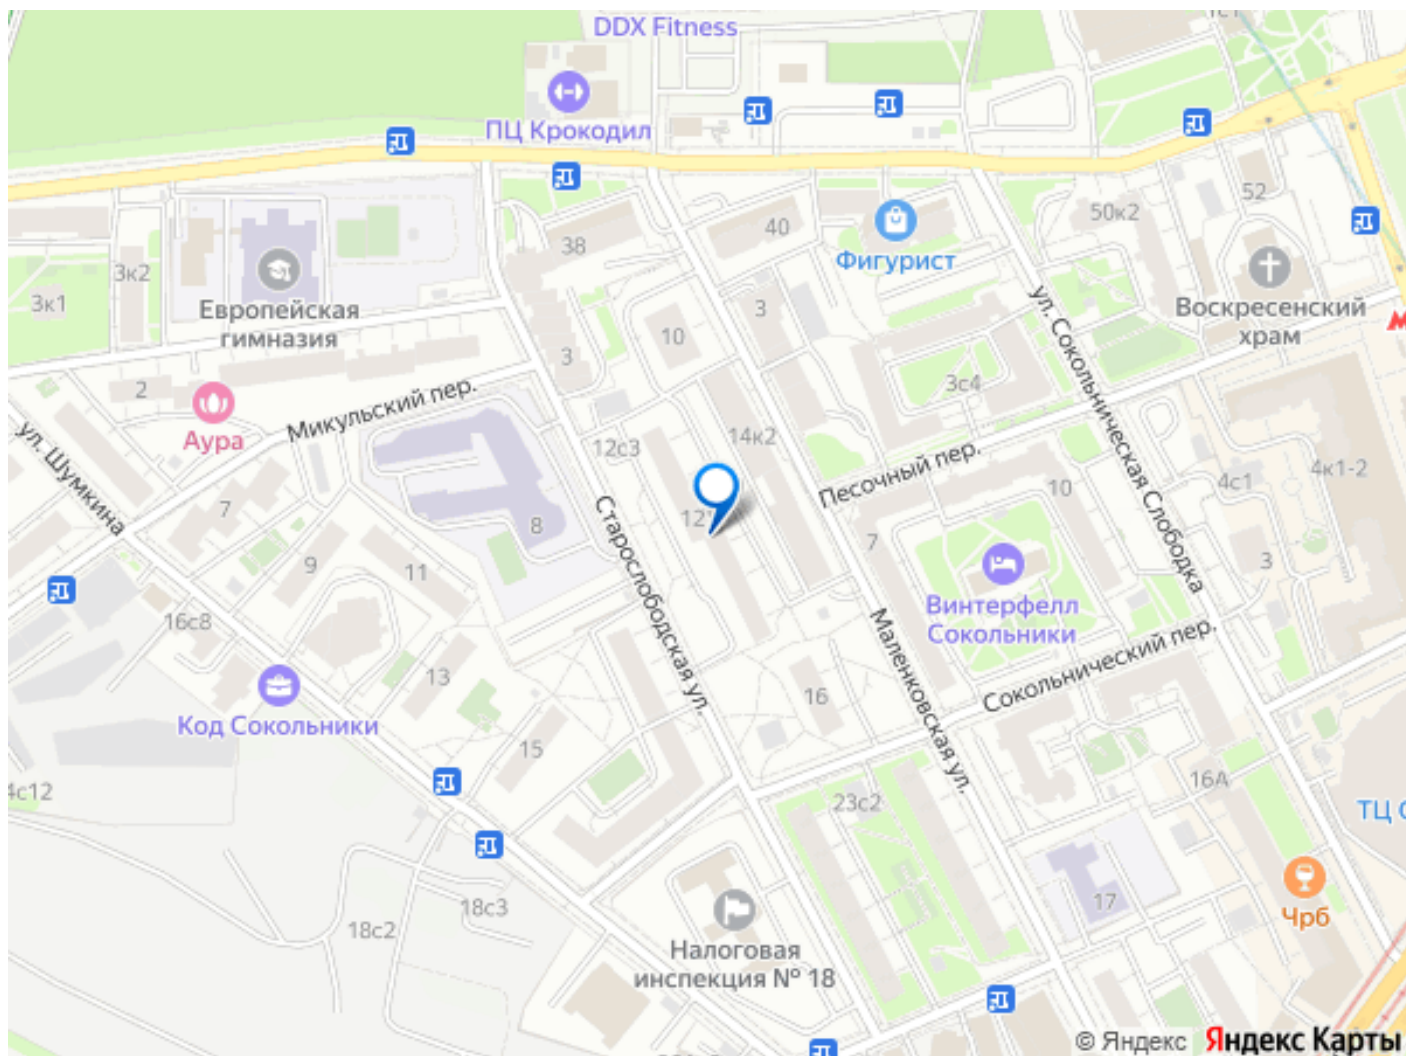 DDX Fitness
ПЦ Крокодил
52
50к2
38
40
Фигурист
Европейская
гимназия
Воскресенский
храм
3к2
3к1
3
10
3
3с4
ул. Сокольническая Слободка
2
Аура
Микульский пер.
ул. Шумкина
12с3
14к2
Песочный пер.
4с1
4к1-2
10
7
8
7
9
11
Старослободская ул.
3
Винтерфелл
Сокольники
16с8
13
Код Сокольники
15
16
Маленковская ул.
Сокольнический пер.
4с12
23с2
16А
ТЦ
18с3
18с2
17
Чрб
Налоговая
инспекция № 18
© Яндекс Яндекс Карты